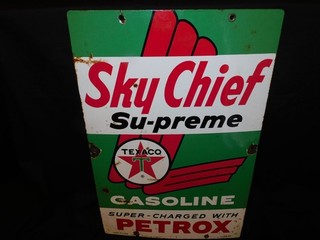 Sky Chief
Su-preme
TEXACO
T
GASOLINE
SUPER-CHARGED WITH
PETROX